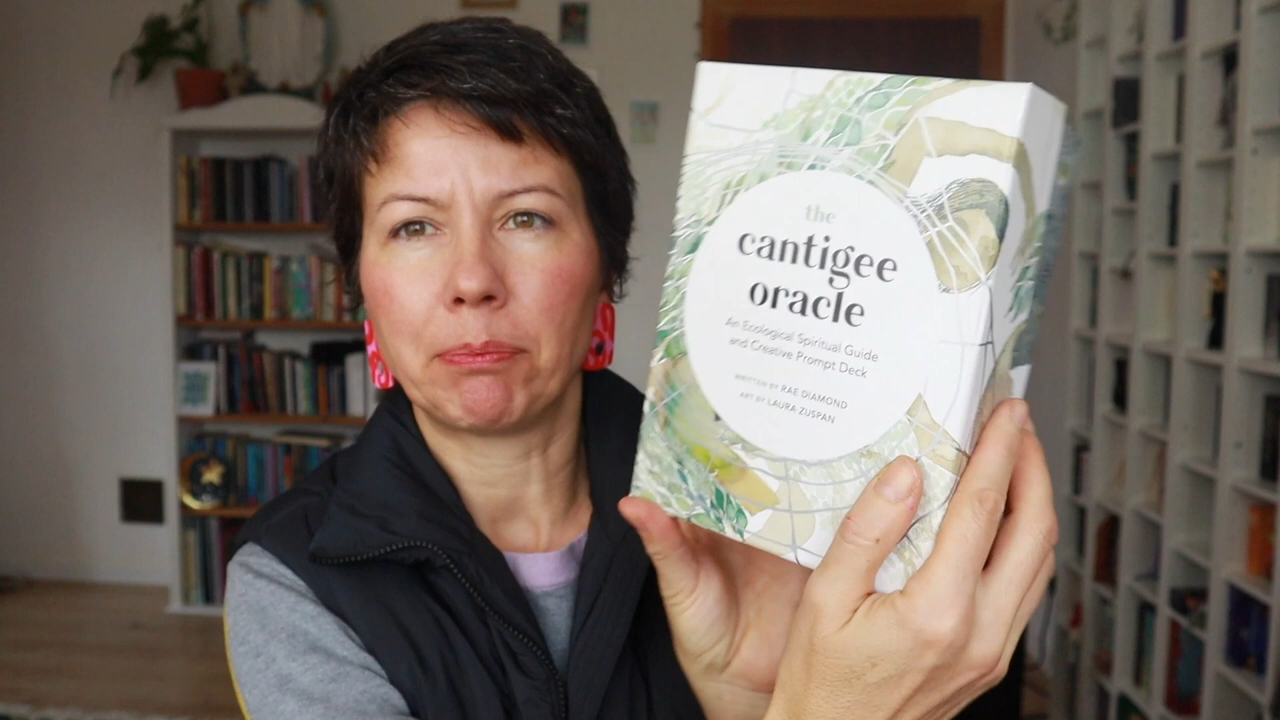 the
cantigee
oracle
An Ecological Spiritual Guide
and Creative Prompt Deck
WRITTEN BY RAE DIAMOND
ART BY LAURA ZUSPAN